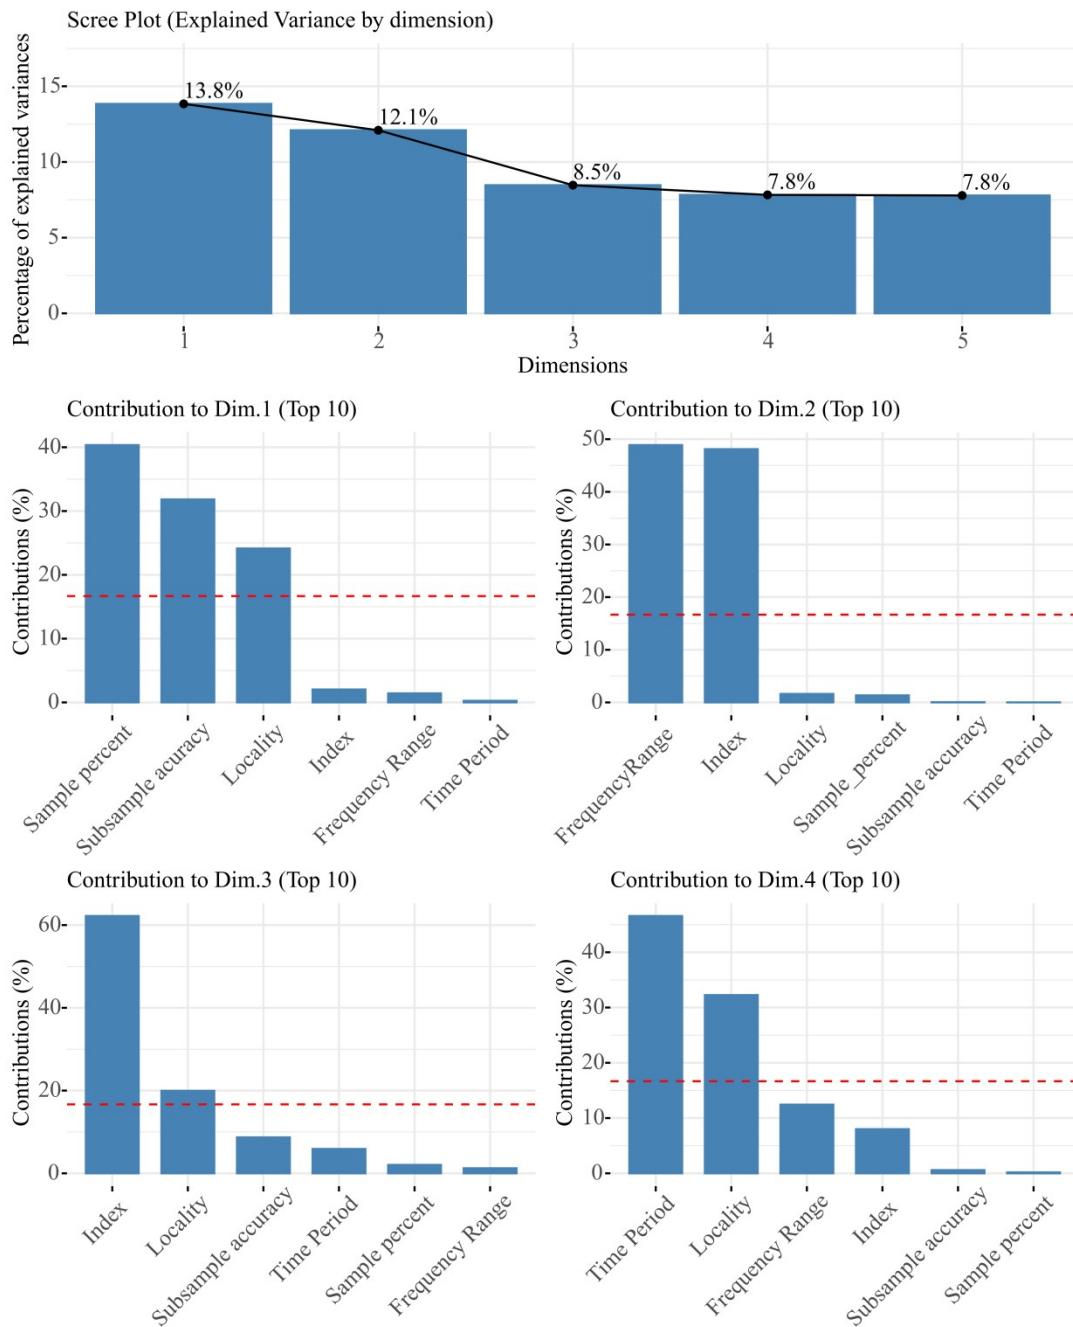 Scree Plot (Explained Variance by dimension)
Percentage of explained variances
15
10
5
0
13.8%
12.1%
8.5%
7.8%
7.8%
1 2 3 4 5
Dimensions
Contribution to Dim.1 (Top 10)
Contributions (%)
40
30
20
10
0
Sample percent
Subsample acuracy
Locality
Index
Frequency Range
Time Period
Contribution to Dim.2 (Top 10)
Contributions (%)
50
40
30
20
10
0
FrequencyRange
Index
Locality
Sample_percent
Subsample accuracy
Time Period
Contribution to Dim.3 (Top 10)
Contributions (%)
60
40
20
0
Index
Locality
Subsample accuracy
Time Period
Sample percent
Frequency Range
Contribution to Dim.4 (Top 10)
Contributions (%)
40
30
20
10
0
Time Period
Locality
Frequency Range
Index
Subsample accuracy
Sample percent